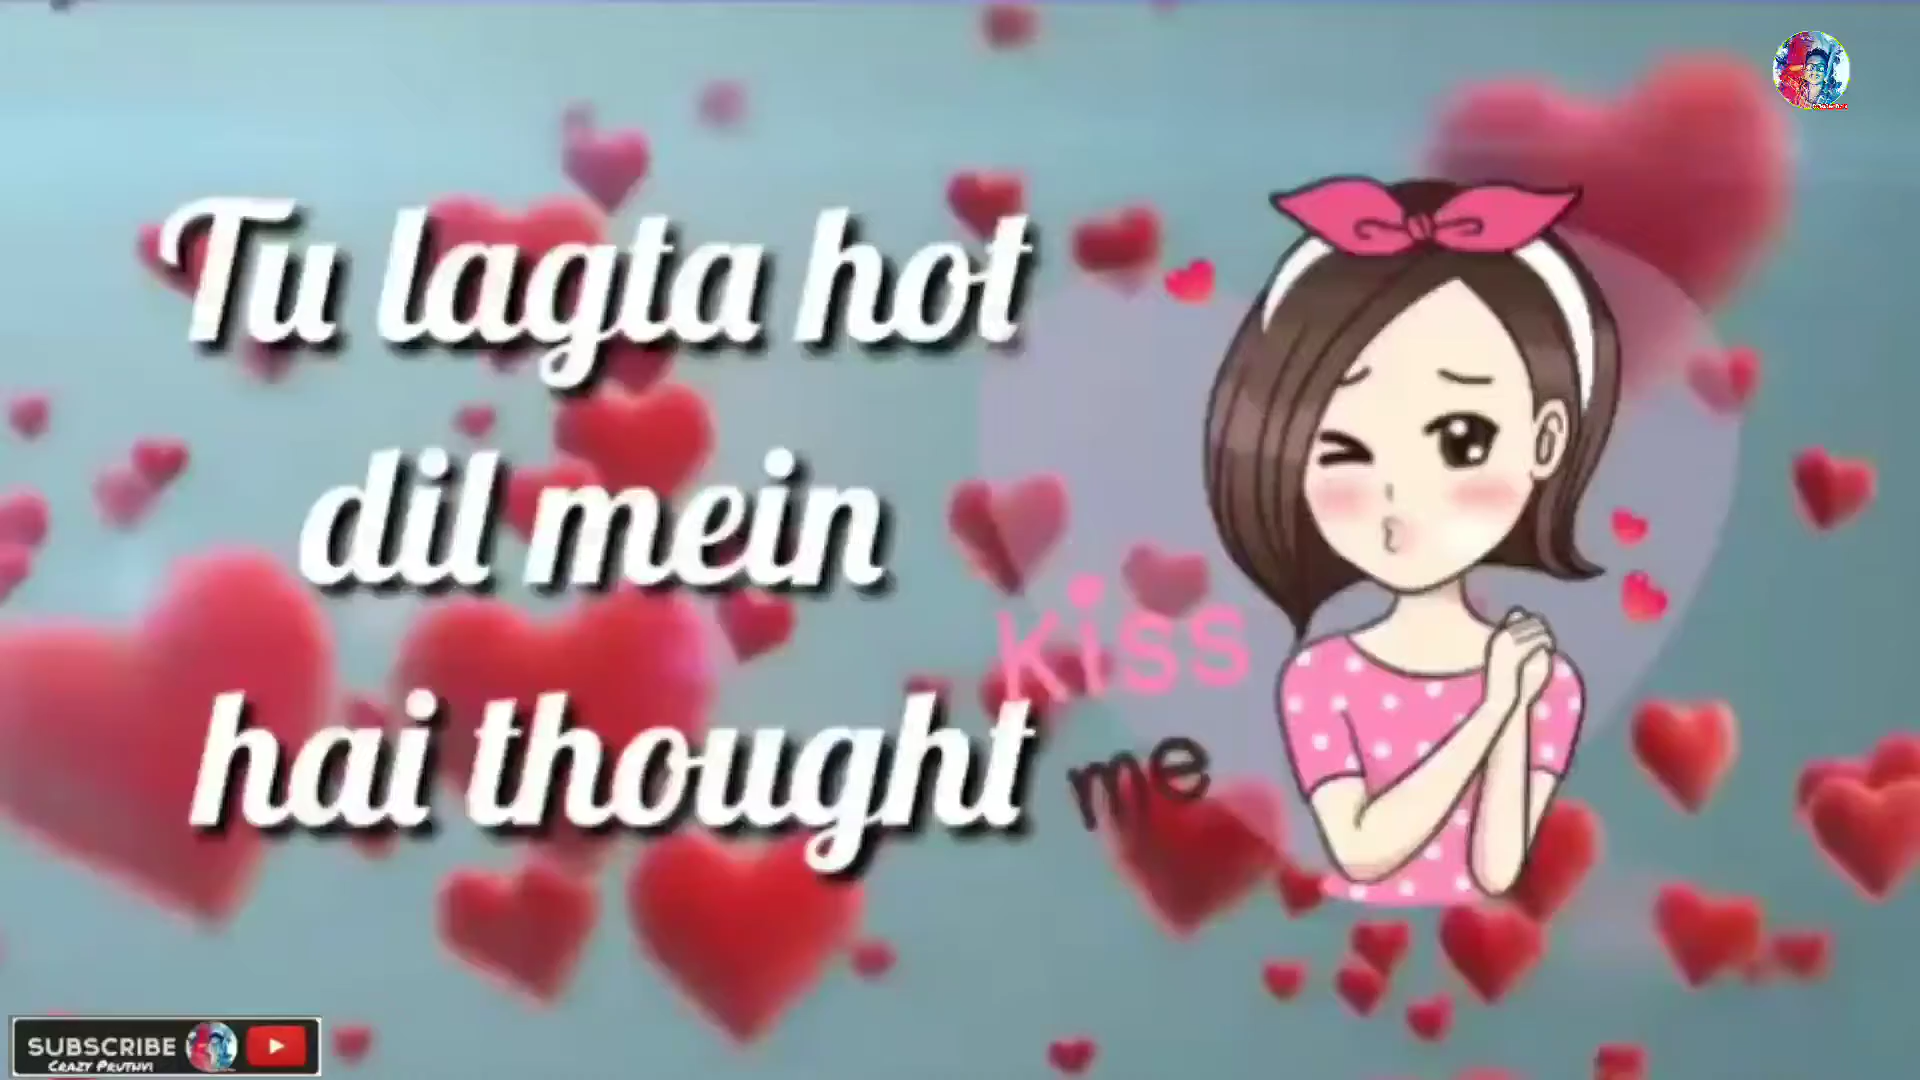 Tu lagta hot
dil mein
hai thought
kiss
me
SUBSCRIBE
CRAZY PRUTHVI